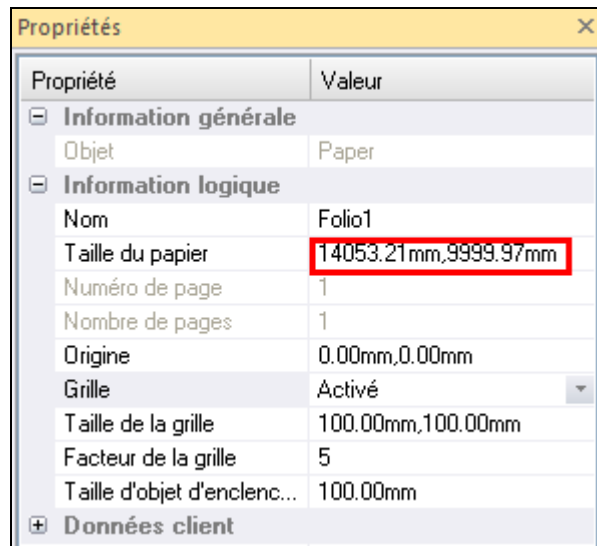 Propriétés
Propriété Valeur
Information générale
Objet Paper
Information logique
Nom Folio1
Taille du papier 14053.21mm,9999.97mm
Numéro de page 1
Nombre de pages 1
Origine 0.00mm,0.00mm
Grille Activé
Taille de la grille 100.00mm,100.00mm
Facteur de la grille 5
Taille d'objet d'enclenc... 100.00mm
Données client